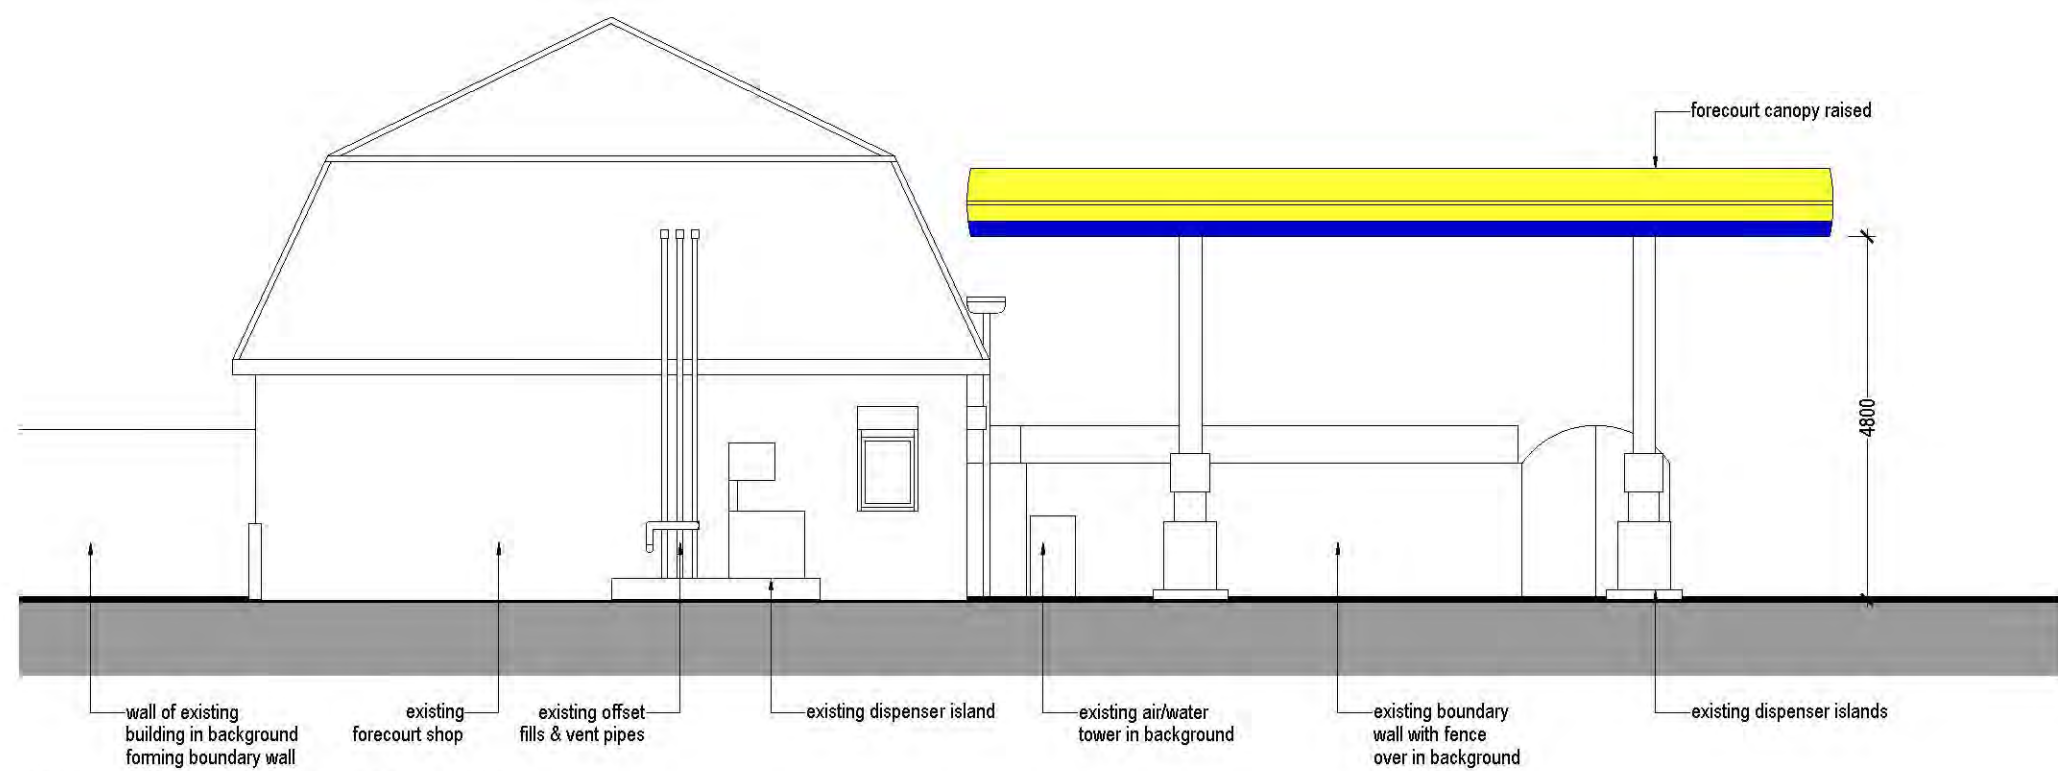 forecourt canopy raised
4800
wall of existing
building in background
forming boundary wall
existing
forecourt shop
existing offset
fills & vent pipes
existing dispenser island
existing air/water
tower in background
existing boundary
wall with fence
over in background
existing dispenser islands